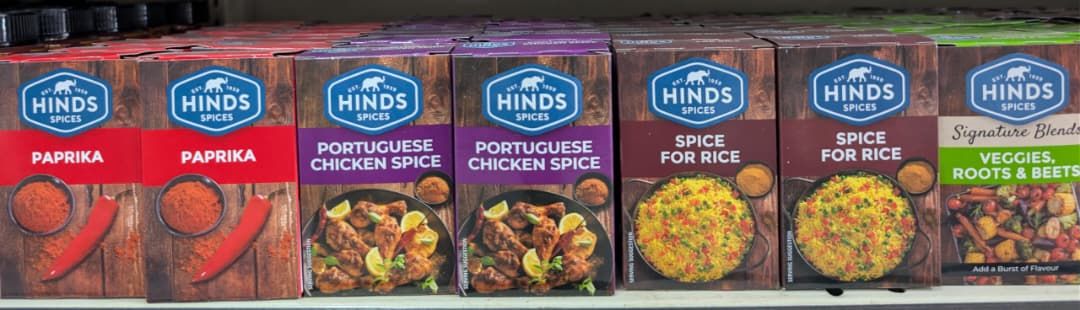 EST 1959
HINDS
SPICES
PAPRIKA
EST 1959
HINDS
SPICES
PAPRIKA
EST 1959
HINDS
SPICES
PORTUGUESE
CHICKEN SPICE
SERVING SUGGESTION
EST 1959
HINDS
SPICES
PORTUGUESE
CHICKEN SPICE
SERVING SUGGESTION
EST 1959
HINDS
SPICES
SPICE
FOR RICE
SERVING SUGGESTION
EST 1959
HINDS
SPICES
SPICE
FOR RICE
SERVING SUGGESTION
EST 1959
HINDS
SPICES
Signature Blends
VEGGIES,
ROOTS & BEETS
Add a Burst of Flavour